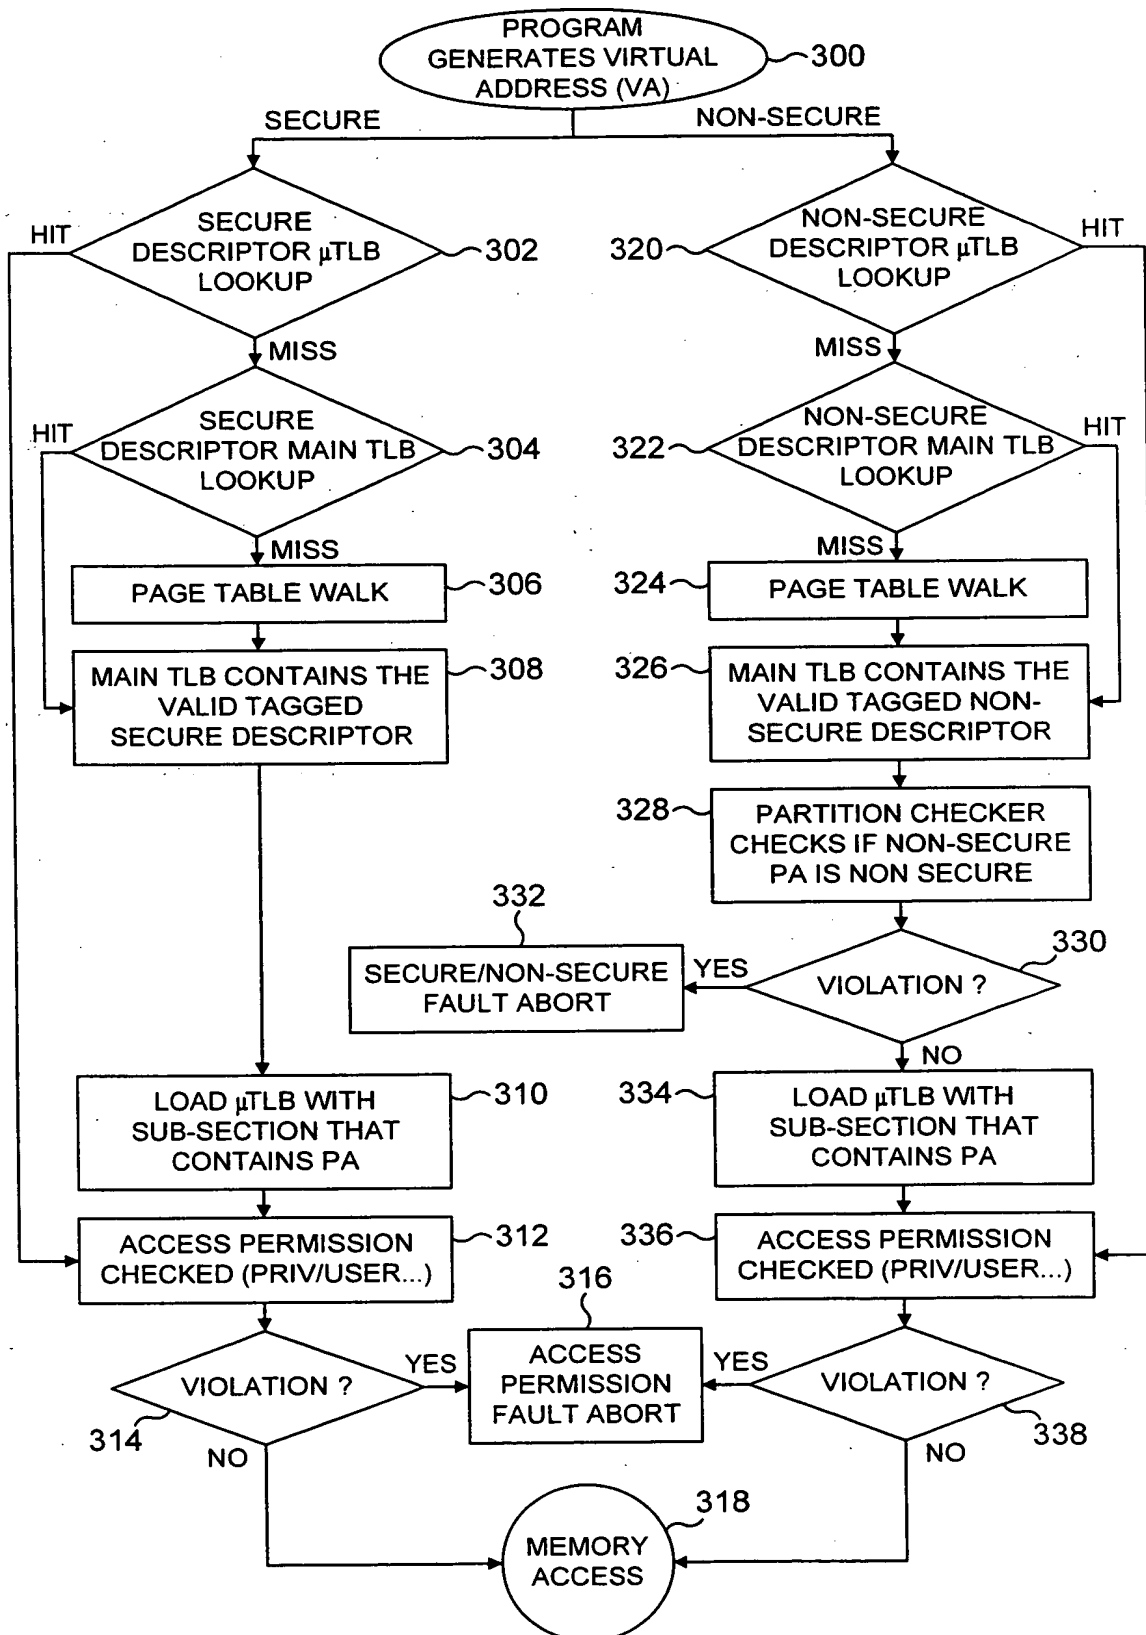 PROGRAM
GENERATES VIRTUAL
ADDRESS (VA)
300
SECURE
NON-SECURE
HIT
SECURE
DESCRIPTOR µTLB
LOOKUP
302
320
NON-SECURE
DESCRIPTOR µTLB
LOOKUP
HIT
MISS
MISS
HIT
SECURE
DESCRIPTOR MAIN TLB
LOOKUP
304
322
NON-SECURE
DESCRIPTOR MAIN TLB
LOOKUP
HIT
MISS
MISS
PAGE TABLE WALK
306
324
PAGE TABLE WALK
MAIN TLB CONTAINS THE
VALID TAGGED
SECURE DESCRIPTOR
308
326
MAIN TLB CONTAINS THE
VALID TAGGED NON-
SECURE DESCRIPTOR
328
PARTITION CHECKER
CHECKS IF NON-SECURE
PA IS NON SECURE
332
SECURE/NON-SECURE
FAULT ABORT
YES
VIOLATION ?
330
NO
LOAD µTLB WITH
SUB-SECTION THAT
CONTAINS PA
310
334
LOAD µTLB WITH
SUB-SECTION THAT
CONTAINS PA
ACCESS PERMISSION
CHECKED (PRIV/USER...)
312
336
ACCESS PERMISSION
CHECKED (PRIV/USER...)
316
VIOLATION ?
314
YES
ACCESS
PERMISSION
FAULT ABORT
YES
VIOLATION ?
338
NO
NO
318
MEMORY
ACCESS